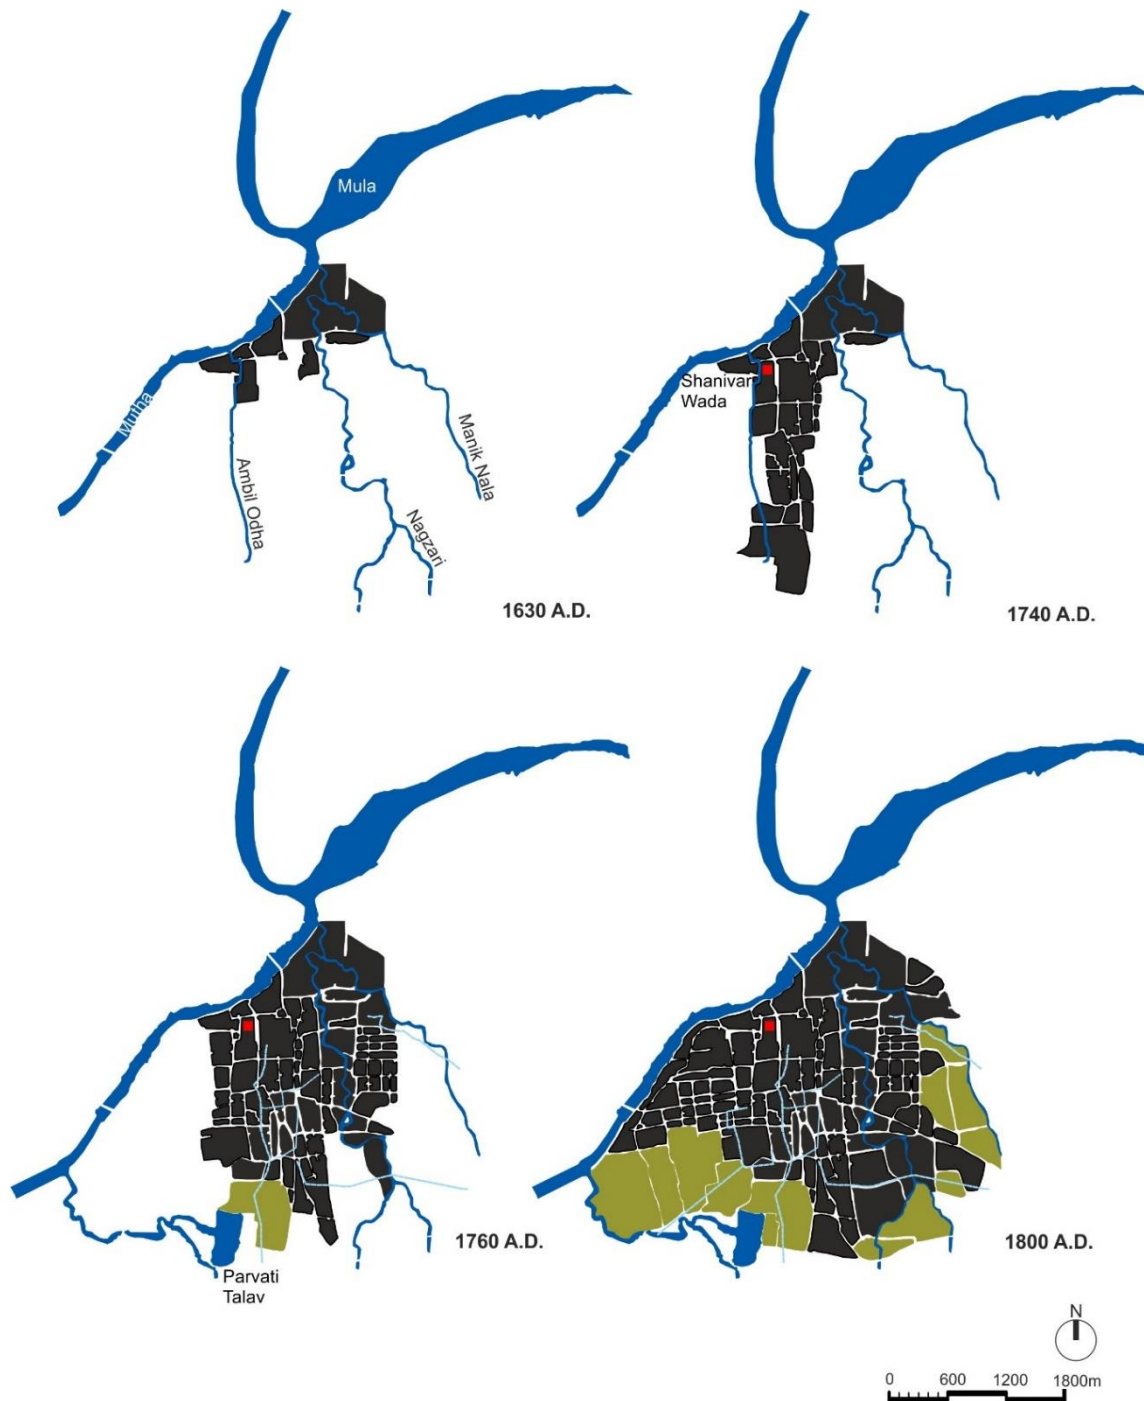 Mula
Mutha
Ambil Odha
Manik Nala
Nagzari
1630 A.D.
Shanivar
Wada
1740 A.D.
Parvati
Talav
1760 A.D.
1800 A.D.
N
0 600 1200 1800m